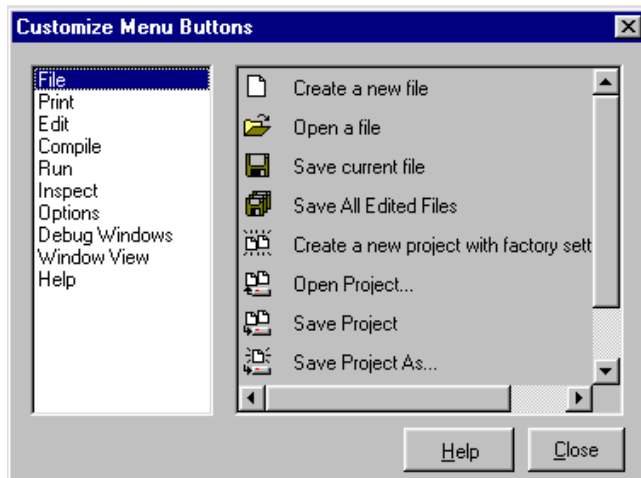 Customize Menu Buttons
File
Print
Edit
Compile
Run
Inspect
Options
Debug Windows
Window View
Help
Create a new file
Open a file
Save current file
Save All Edited Files
Create a new project with factory sett
Open Project...
Save Project
Save Project As...
Help
Close